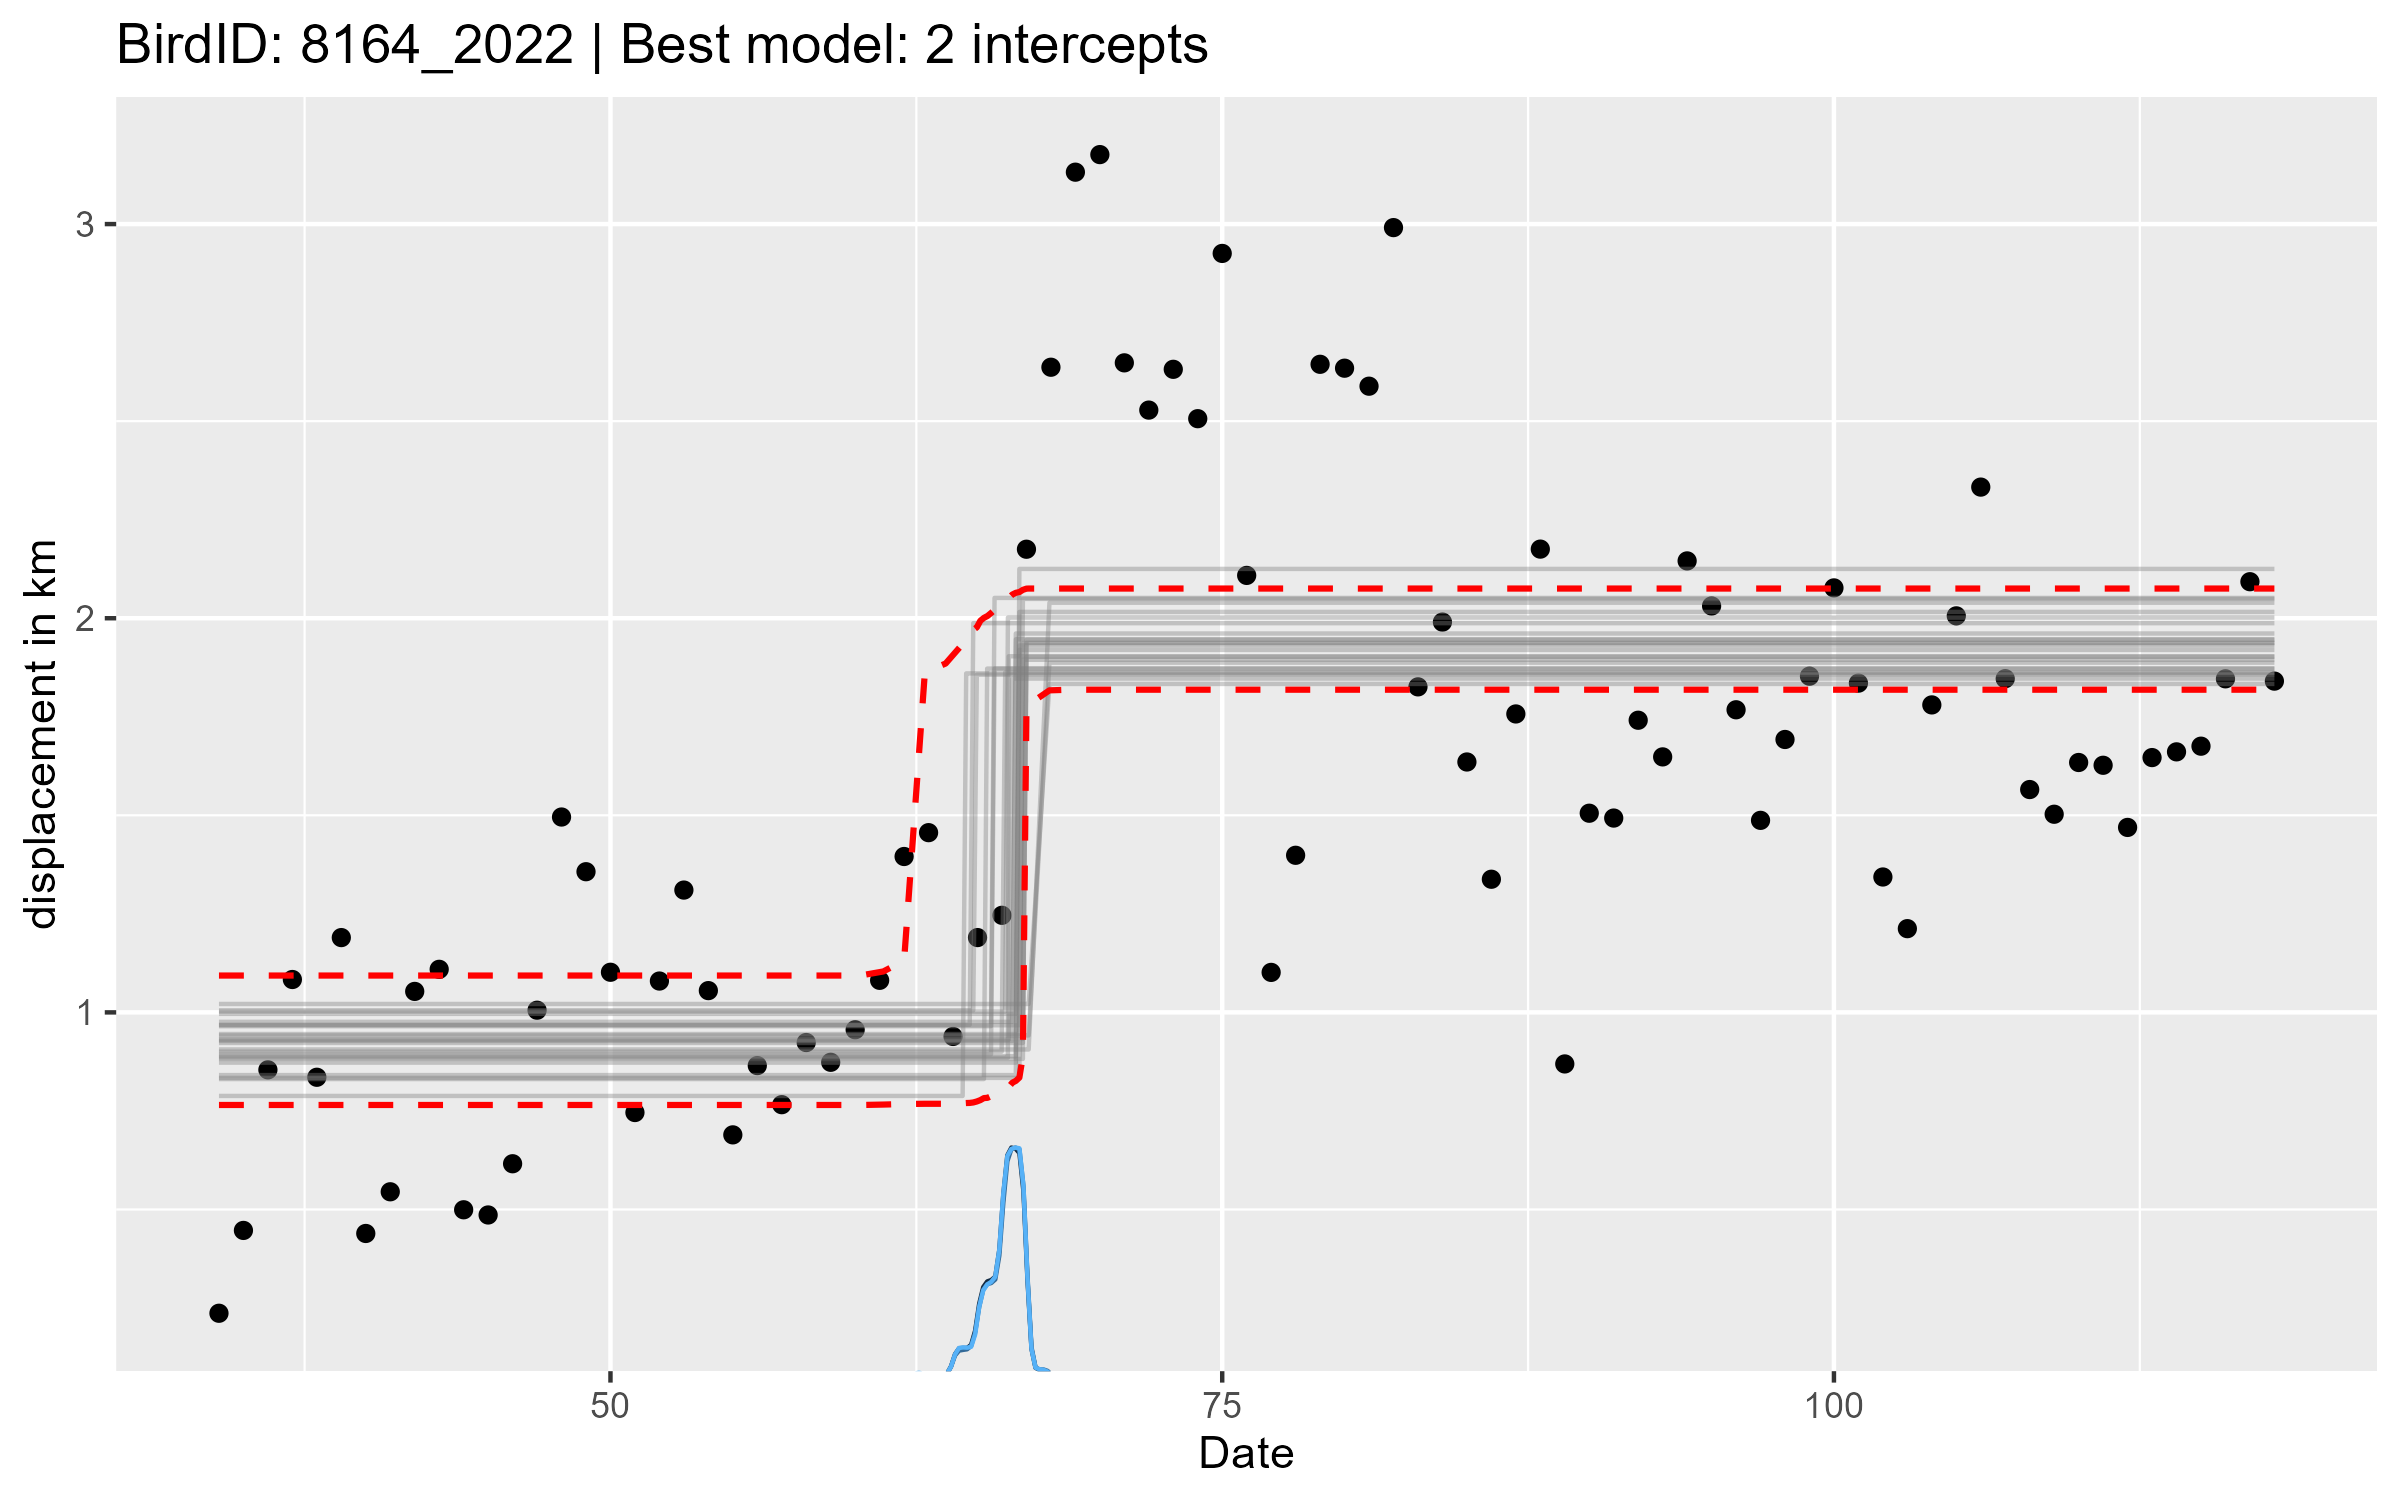 BirdID: 8164_2022 | Best model: 2 intercepts
displacement in km
3
2
1
50
75
100
Date